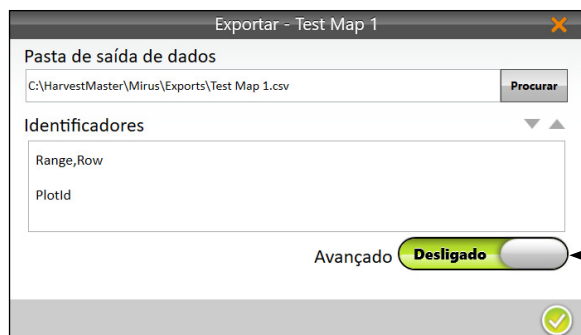 Exportar - Test Map 1
Pasta de saída de dados
C:\HarvestMaster\Mirus\Exports\Test Map 1.csv
Procurar
Identificadores
Range,Row
PlotId
Avançado
Desligado